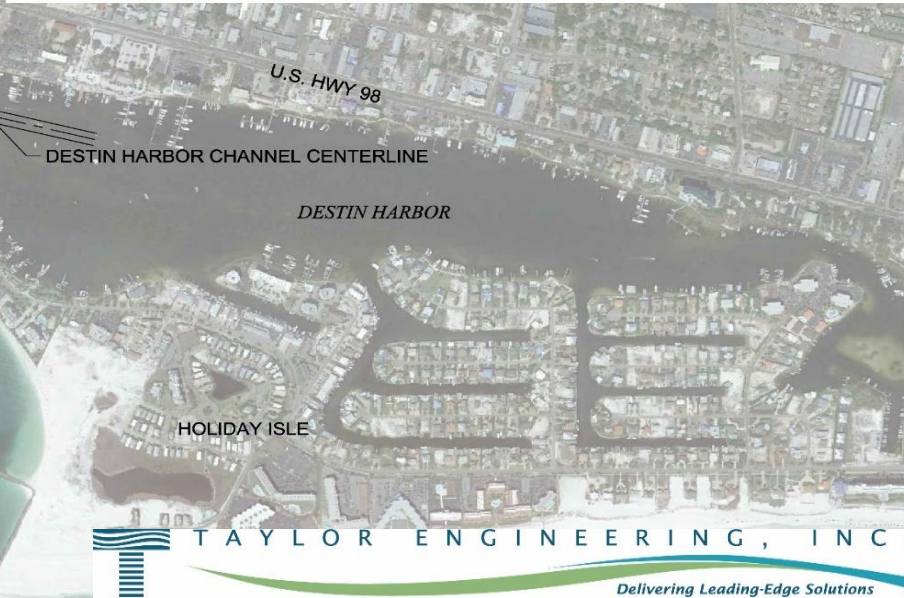 U.S. HWY 98
DESTIN HARBOR CHANNEL CENTERLINE
DESTIN HARBOR
HOLIDAY ISLE
TAYLOR ENGINEERING, INC
Delivering Leading-Edge Solutions